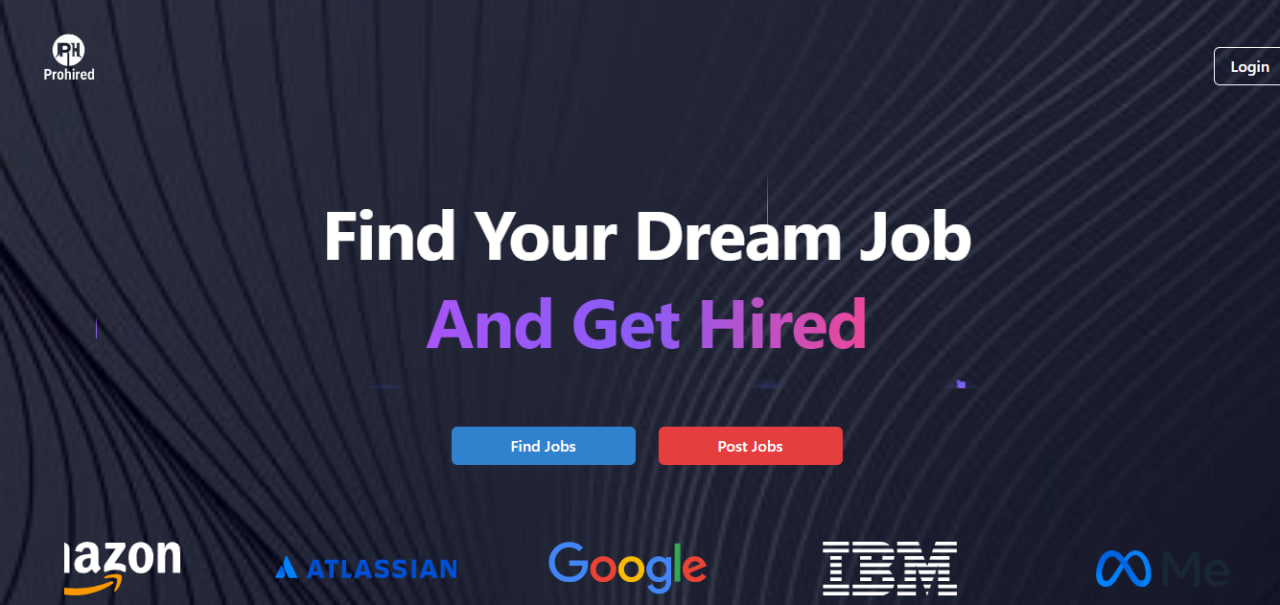 PH
Prohired
Login
Find Your Dream Job
And Get Hired
Find Jobs
Post Jobs
azon
ATLASSIAN
Google
IBM
Me